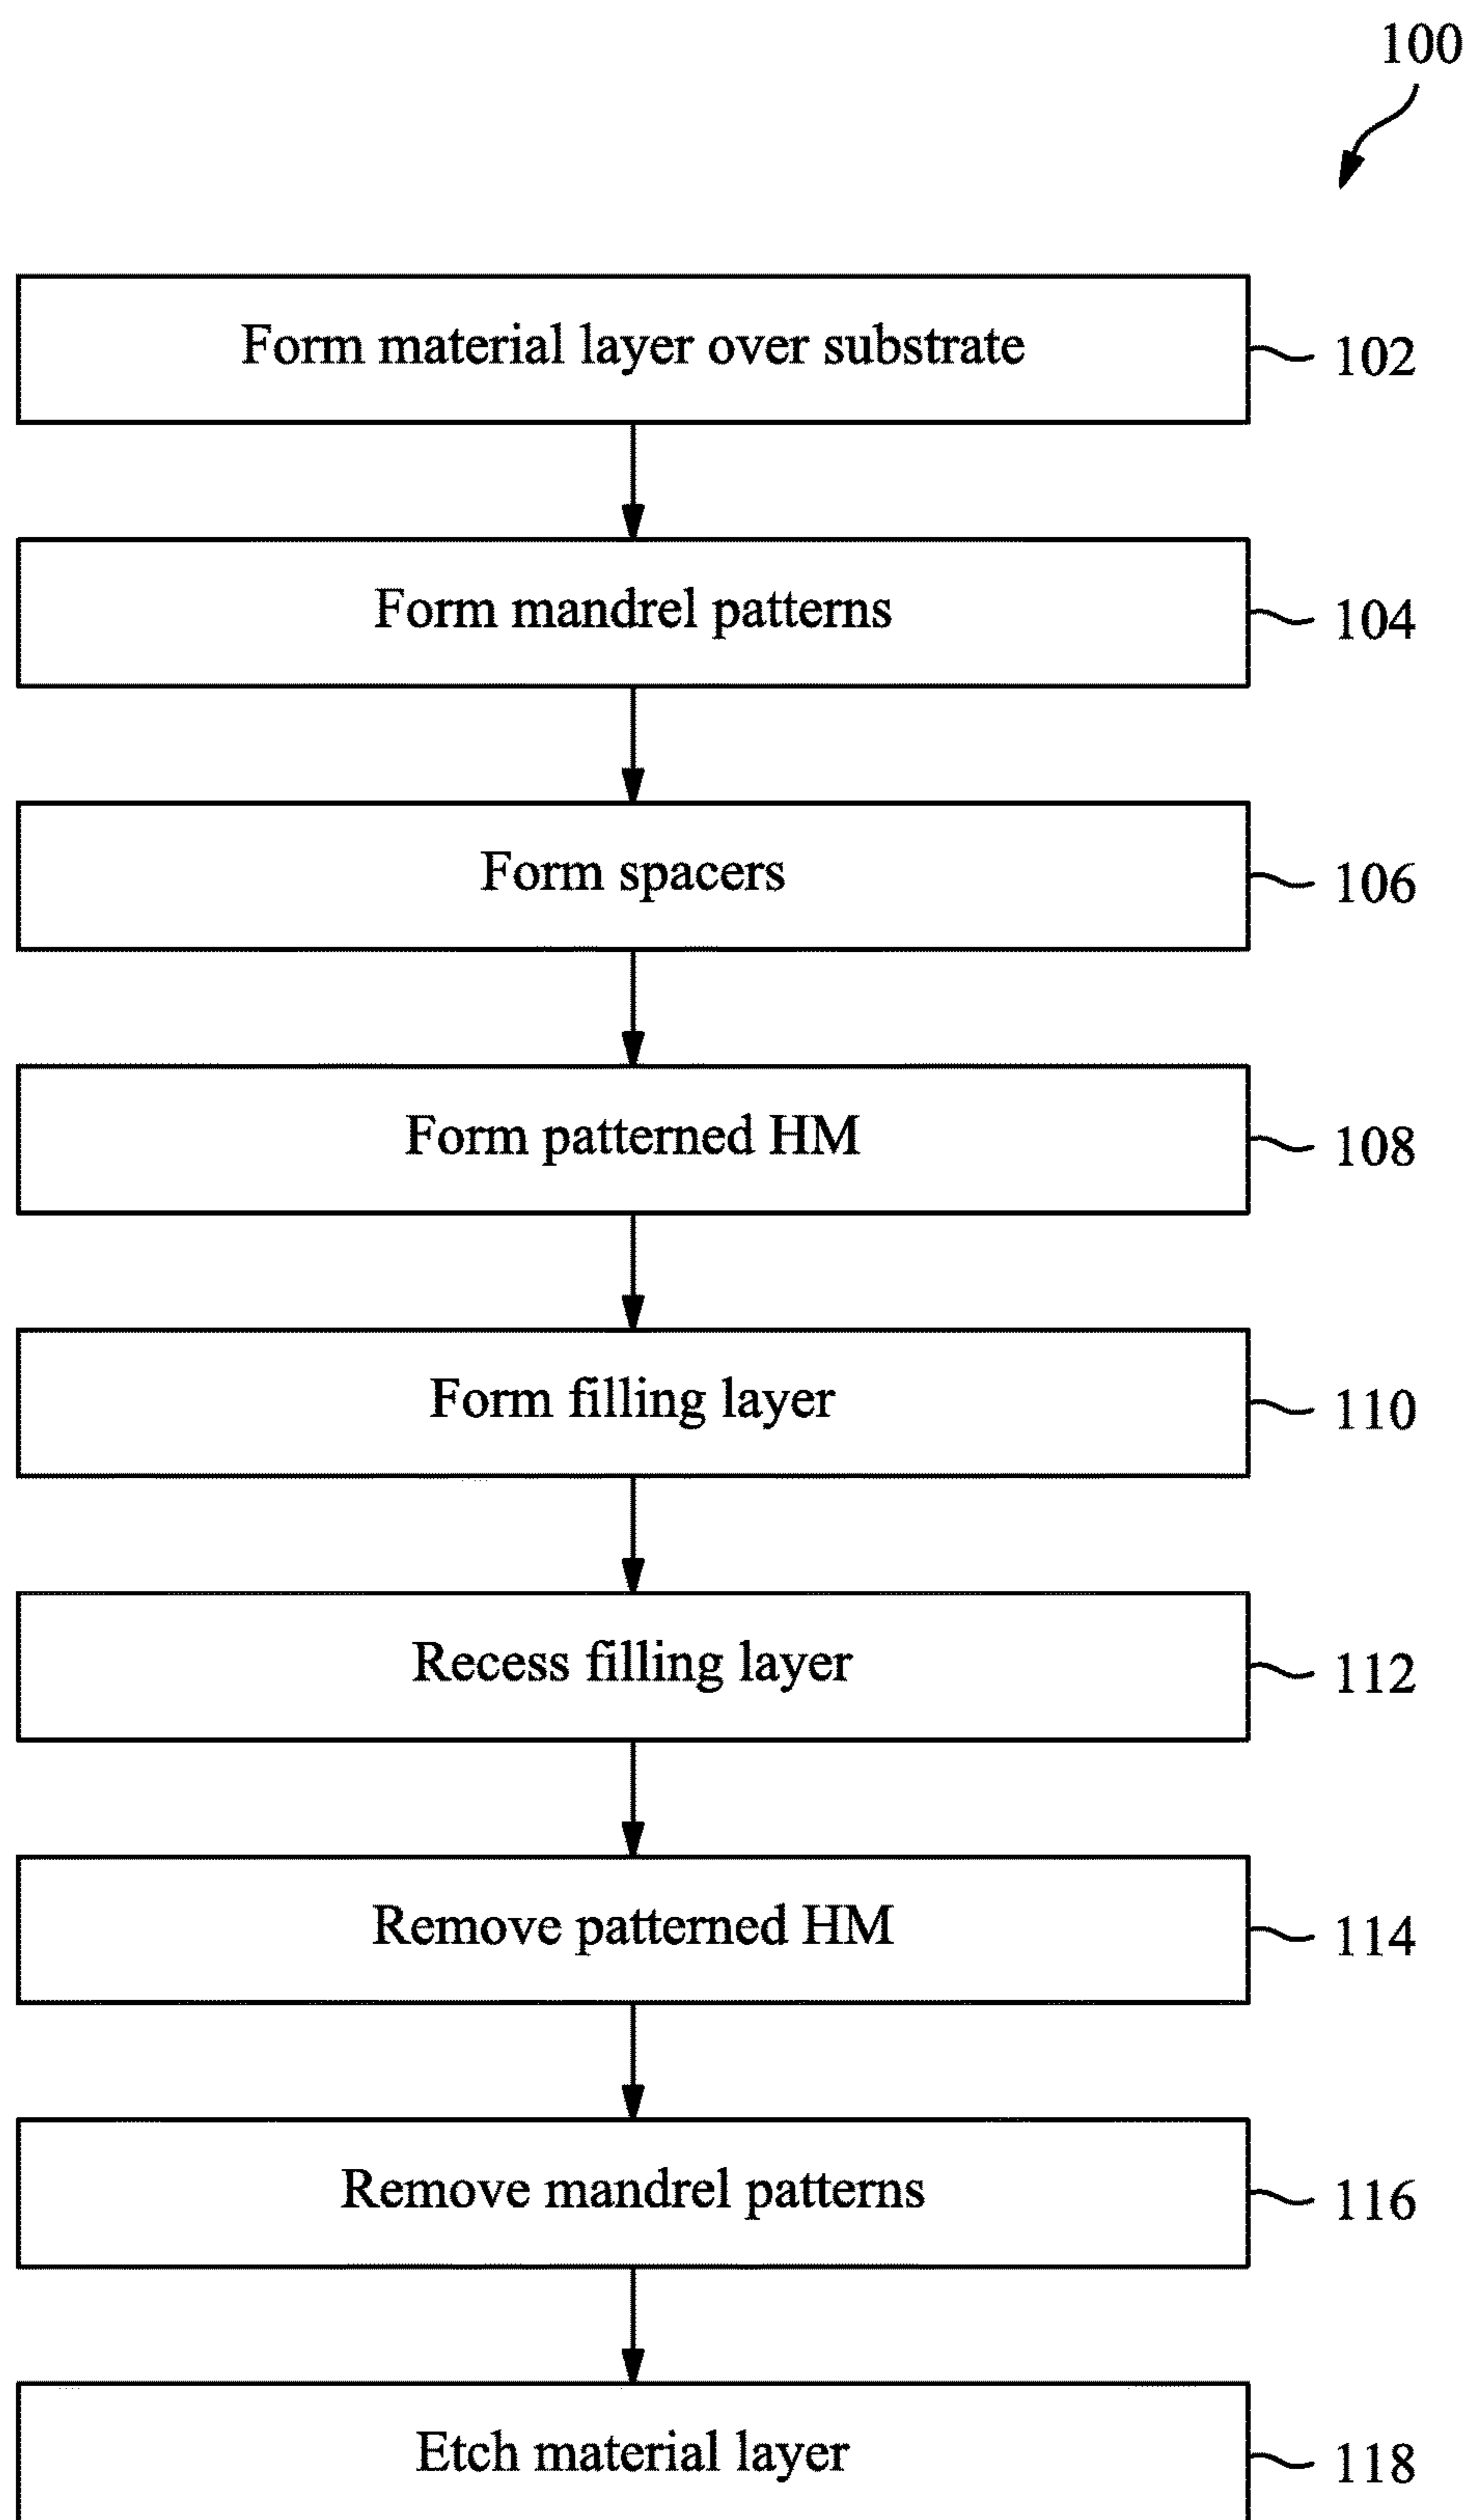 100
Form material layer over substrate
102
Form mandrel patterns
104
Form spacers
106
Form patterned HM
108
Form filling layer
110
Recess filling layer
112
Remove patterned HM
114
Remove mandrel patterns
116
Etch material layer
118